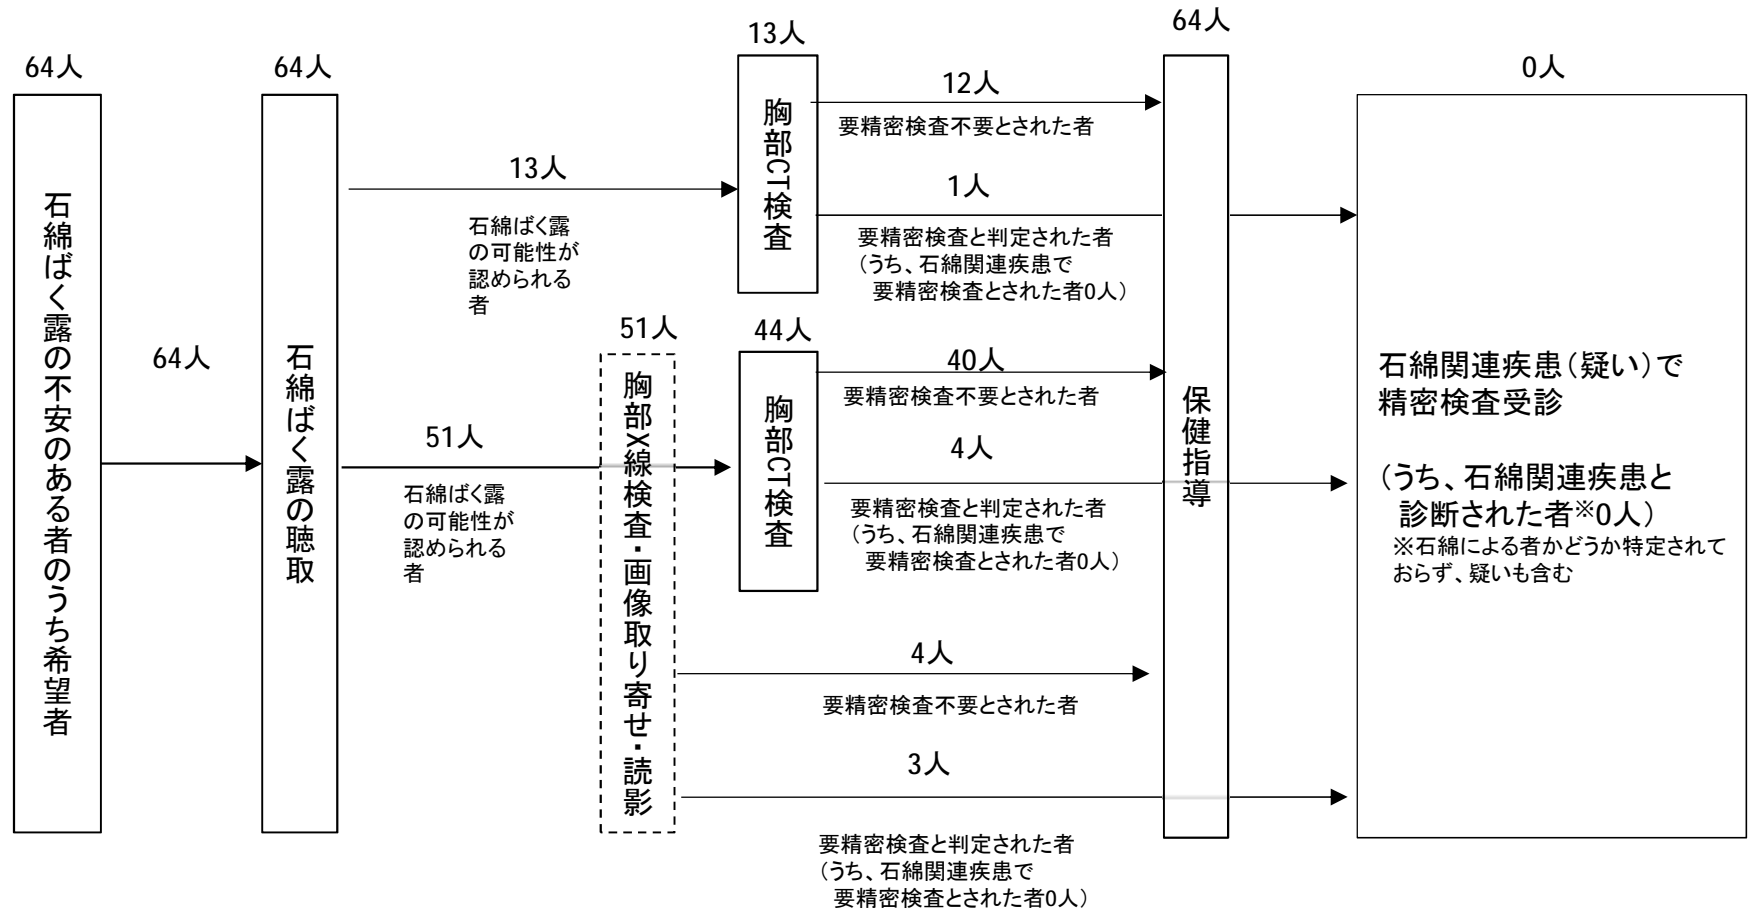 64人
石綿ばく露の不安のある者のうち希望者
64人
64人
石綿ばく露の聴取
13人
石綿ばく露
の可能性が
認められる
者
51人
石綿ばく露
の可能性が
認められる
者
51人
胸部X線検査・画像取り寄せ・読影
13人
胸部CT検査
12人
要精密検査不要とされた者
1人
要精密検査と判定された者
（うち、石綿関連疾患で
要精密検査とされた者0人）
44人
胸部CT検査
40人
要精密検査不要とされた者
4人
要精密検査と判定された者
（うち、石綿関連疾患で
要精密検査とされた者0人）
4人
要精密検査不要とされた者
3人
要精密検査と判定された者
（うち、石綿関連疾患で
要精密検査とされた者0人）
64人
保健指導
0人
石綿関連疾患（疑い）で
精密検査受診
（うち、石綿関連疾患と
診断された者※0人）
※石綿による者かどうか特定されて
おらず、疑いも含む